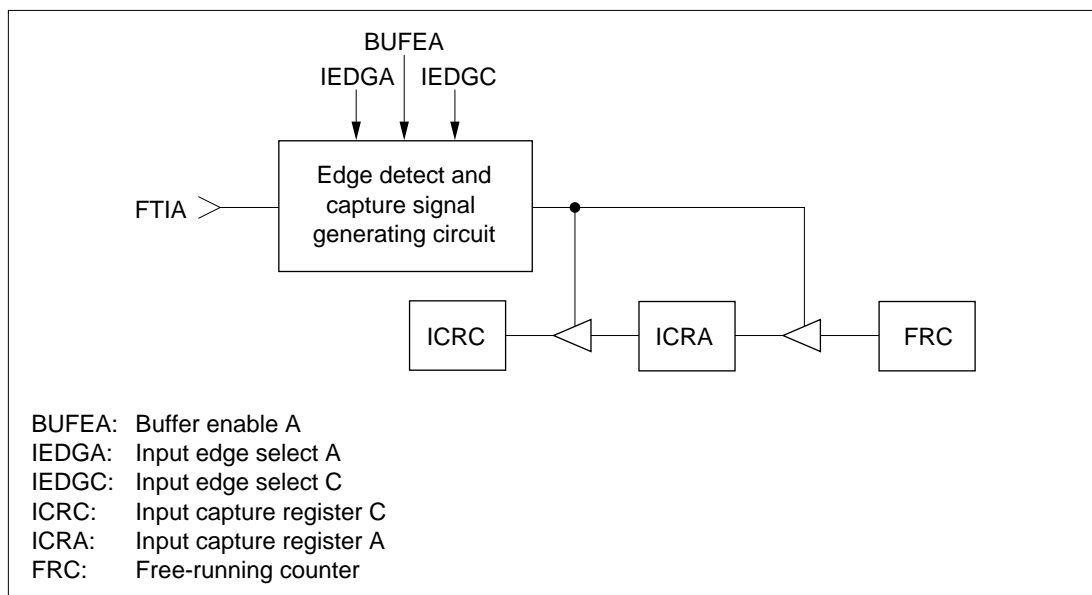 BUFEA
IEDGA
IEDGC
FTIA
Edge detect and
capture signal
generating circuit
ICRC
ICRA
FRC
BUFEA: Buffer enable A
IEDGA: Input edge select A
IEDGC: Input edge select C
ICRC: Input capture register C
ICRA: Input capture register A
FRC: Free-running counter